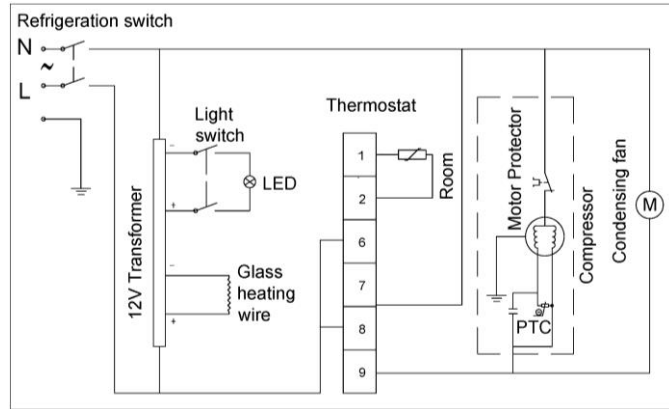 Refrigeration switch
N
~
L
Light
switch
−
+
LED
12V Transformer
−
+
Glass
heating
wire
Thermostat
1
2
6
7
8
9
Room
Motor Protector
PTC
Compressor
Condensing fan
M